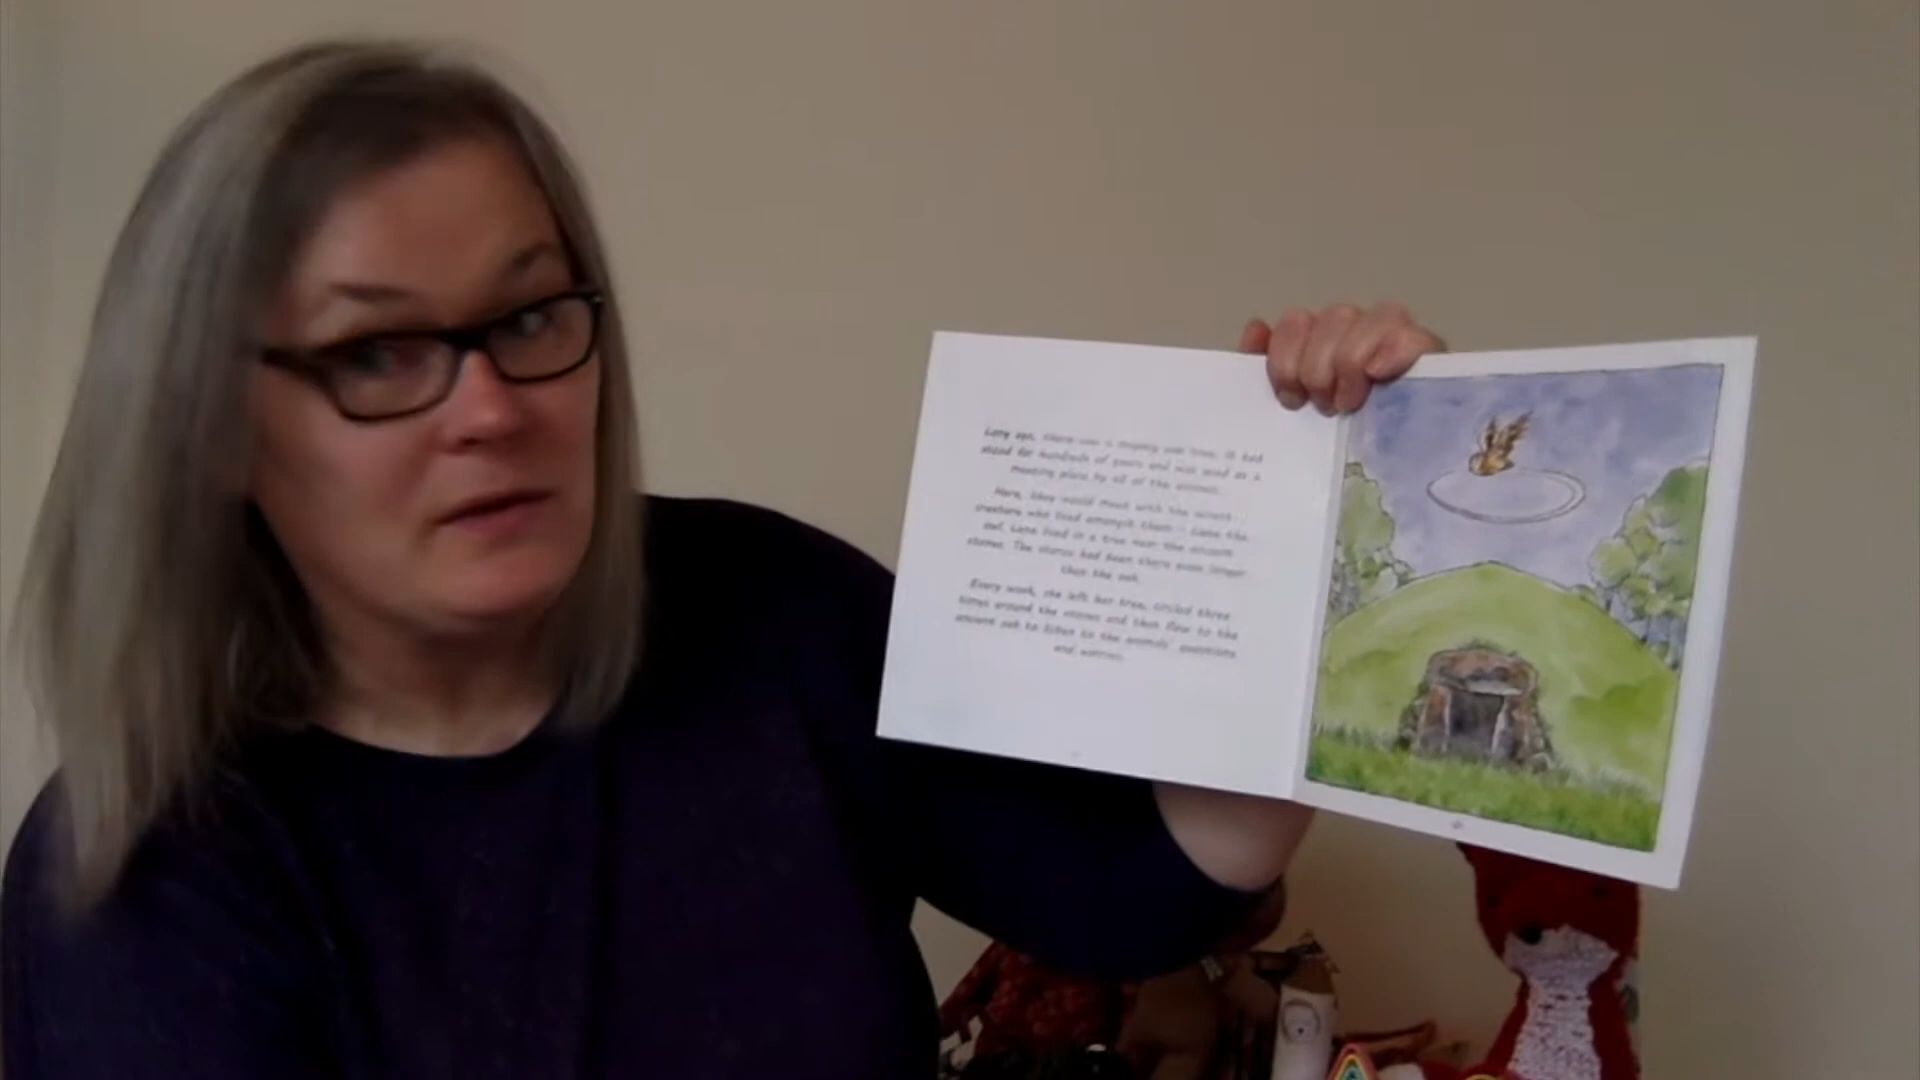 Long ago, there was a mighty oak tree. It had
stood for hundreds of years and was used as a
meeting place by all of the animals.
Here, they would meet with the wisest
creature who lived amongst them - the
owl. lived in a tree near the ancient
stones. The stones had been there even longer
than the oak.
Every week, she left her tree, circled three
times around the stones and then flew to the
ancient oak to listen to the animals' questions
and worries.